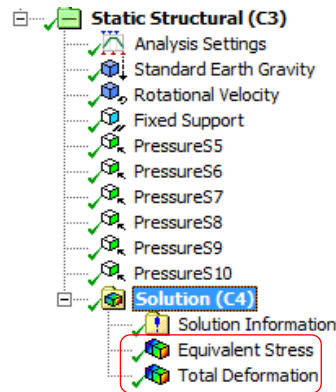 Static Structural (C3)
Analysis Settings
Standard Earth Gravity
Rotational Velocity
Fixed Support
PressureS5
PressureS6
PressureS7
PressureS8
PressureS9
PressureS10
Solution (C4)
Solution Information
Equivalent Stress
Total Deformation